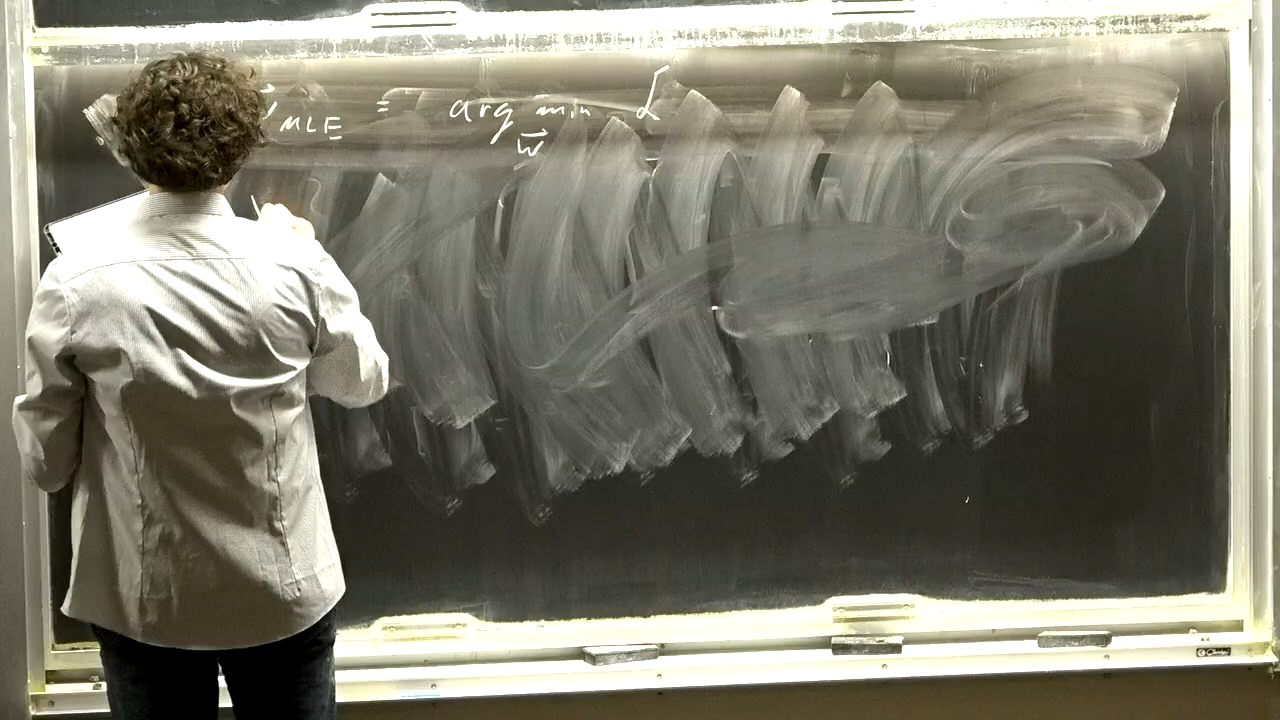 MLE = arg min L
w⃗